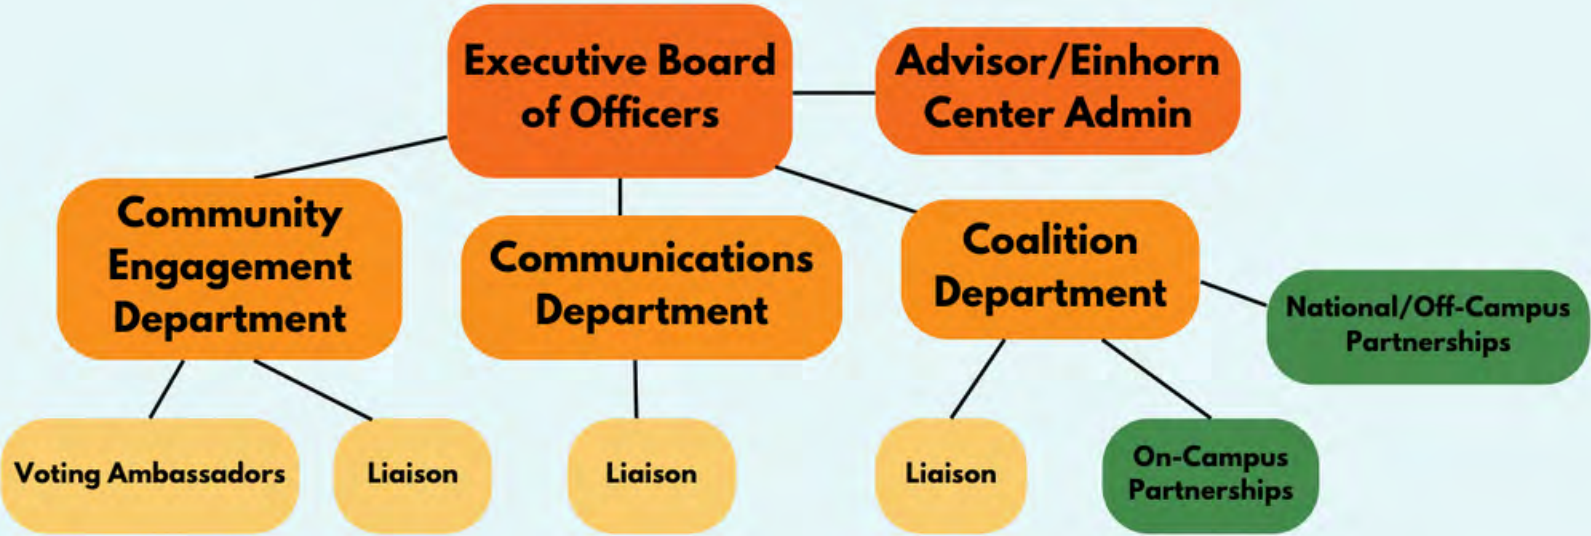 Executive Board
of Officers
Advisor/Einhorn
Center Admin
Community
Engagement
Department
Communications
Department
Coalition
Department
National/Off-Campus
Partnerships
Voting Ambassadors
Liaison
Liaison
Liaison
On-Campus
Partnerships